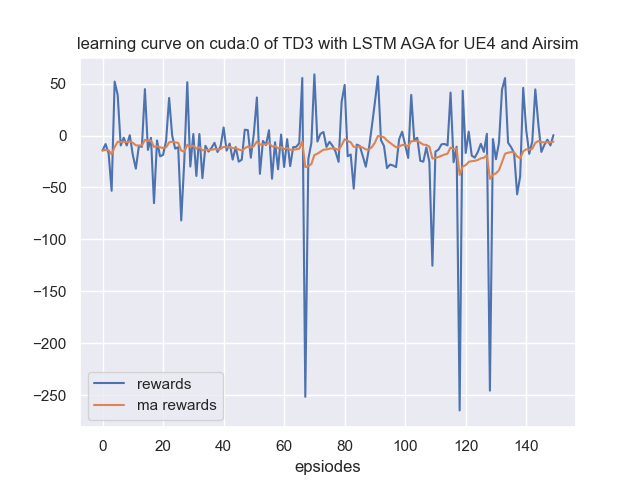 learning curve on cuda:0 of TD3 with LSTM AGA for UE4 and Airsim
50
0
−50
−100
−150
−200
−250
rewards
ma rewards
0 20 40 60 80 100 120 140
epsiodes